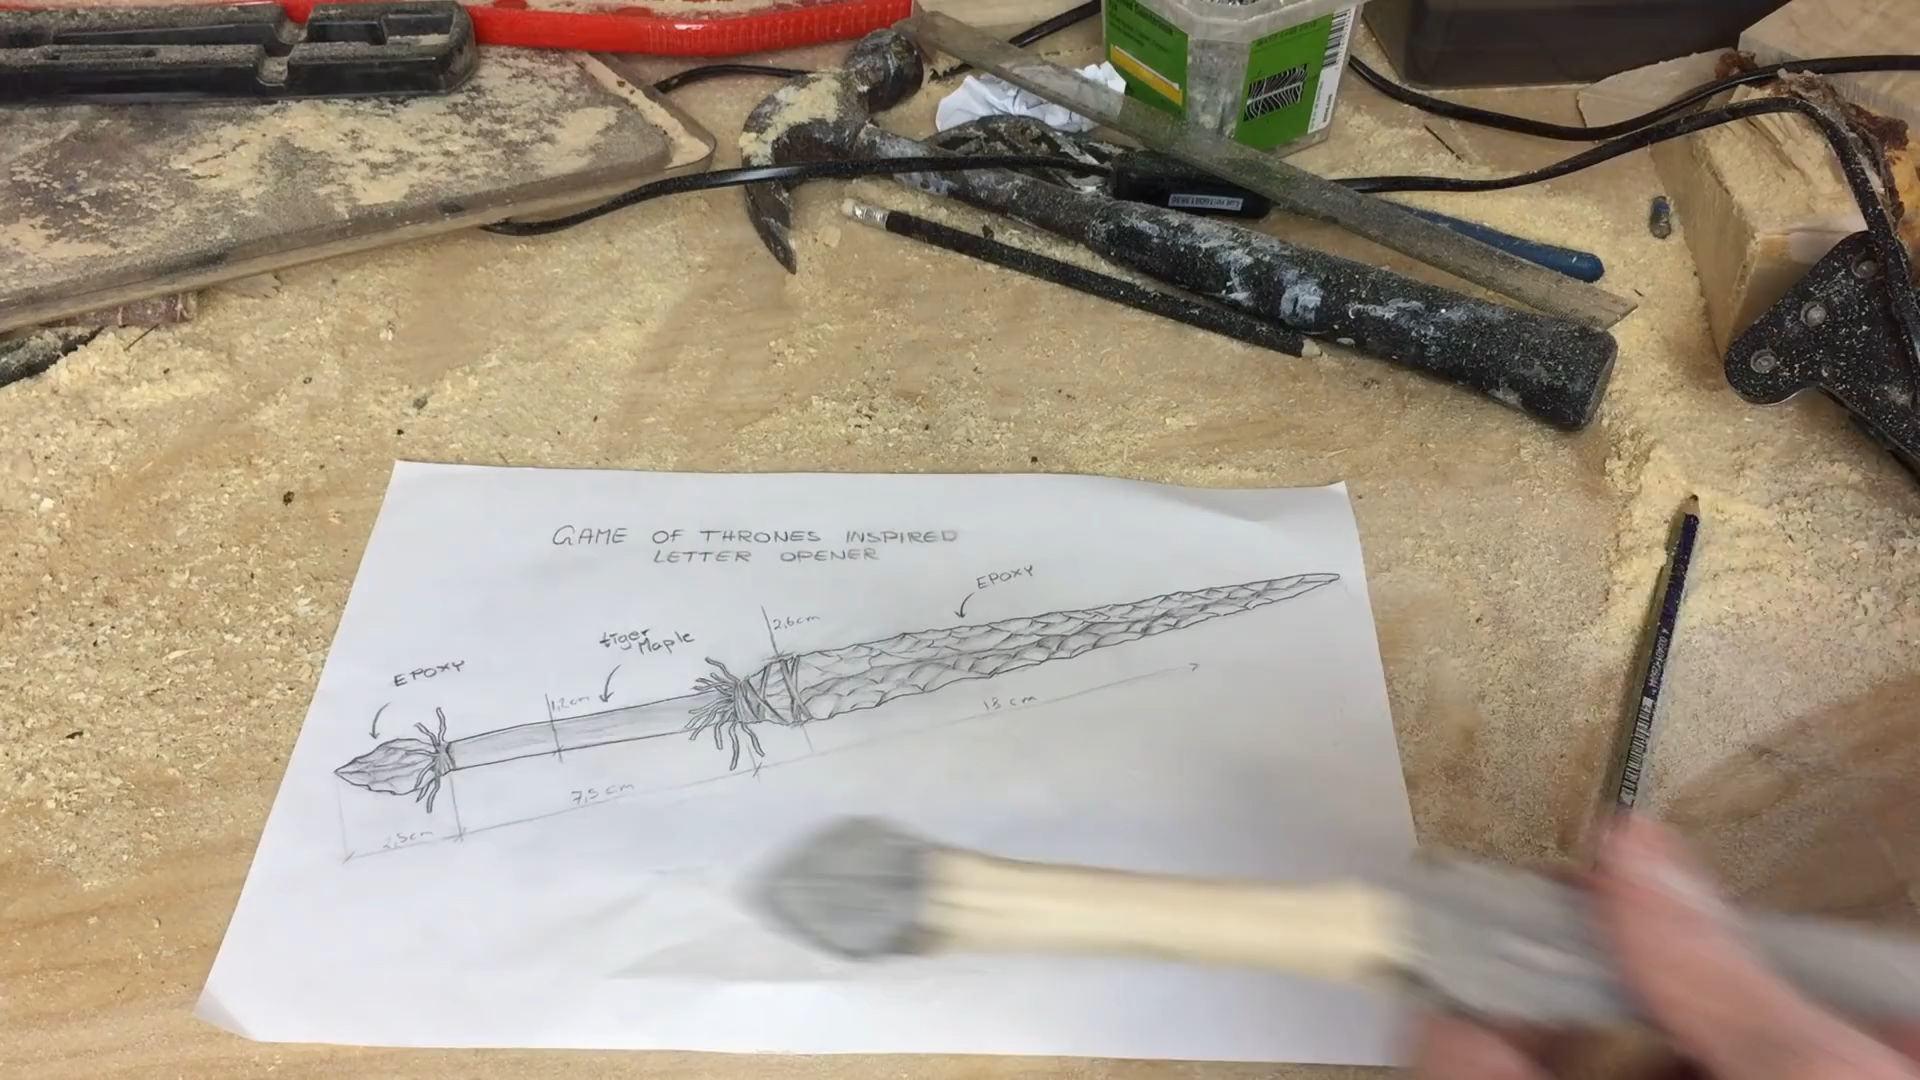 GAME OF THRONES INSPIRED
LETTER OPENER
EPOXY
2,6cm
tiger
Maple
EPOXY
1,2cm
18 cm
7,5 cm
2,5cm